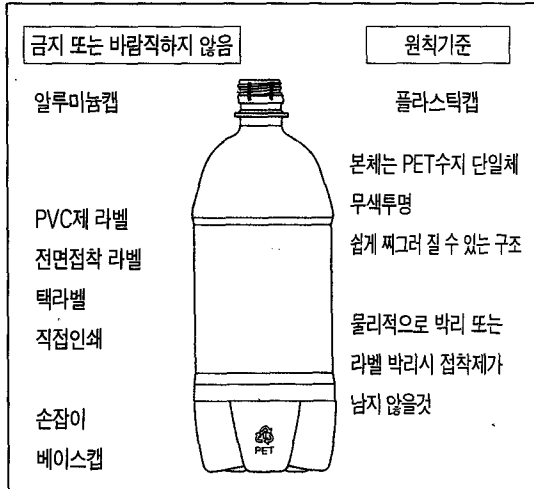 금지 또는 바람직하지 않음
원칙기준
알루미늄캡
플라스틱캡
본체는 PET수지 단일체
무색투명
쉽게 찌그러 질 수 있는 구조
PVC제 라벨
전면접착 라벨
택라벨
직접인쇄
물리적으로 박리 또는
라벨 박리시 접착제가
남지 않을것
손잡이
베이스캡
PET